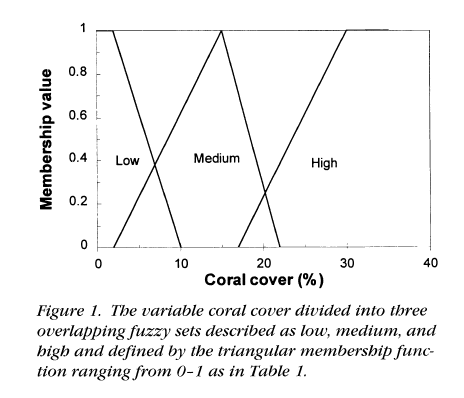 1
0.8
0.6
0.4
0.2
0
Membership value
Low
Medium
High
0
10
20
30
40
Coral cover (%)
Figure 1. The variable coral cover divided into three
overlapping fuzzy sets described as low, medium, and
high and defined by the triangular membership func-
tion ranging from 0-1 as in Table 1.